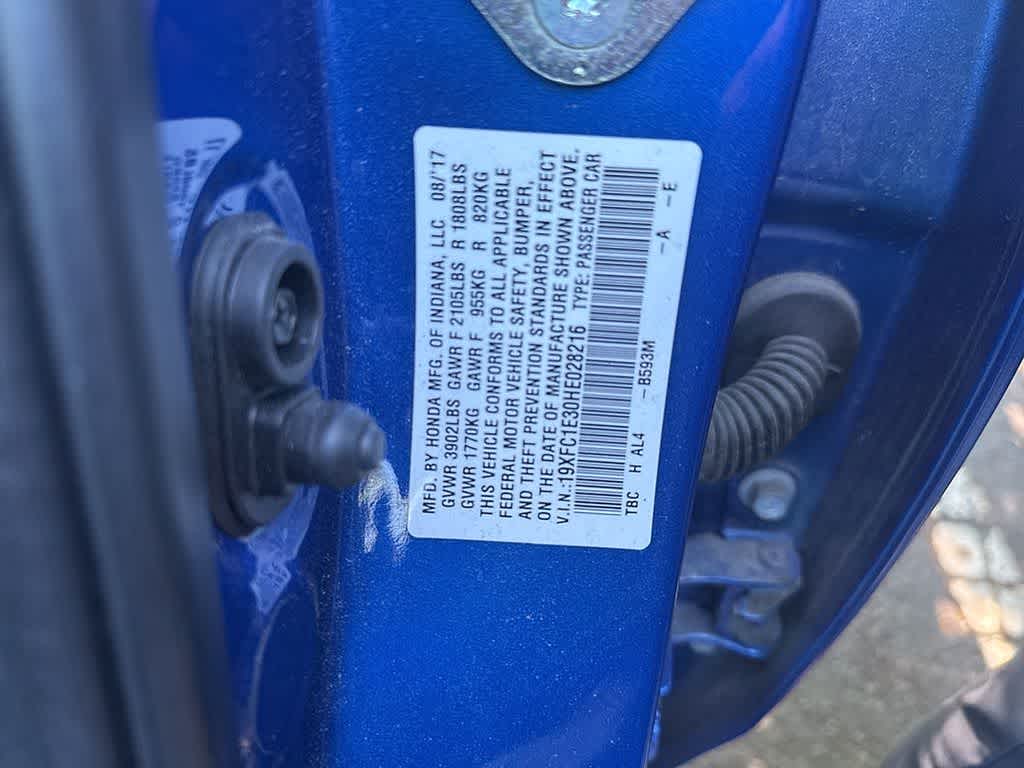 MFD. BY HONDA MFG. OF INDIANA, LLC 08/'17
GVWR 3902LBS GAWR F 2105LBS R 1808LBS
GVWR 1770KG GAWR F 955KG R 820KG
THIS VEHICLE CONFORMS TO ALL APPLICABLE
FEDERAL MOTOR VEHICLE SAFETY, BUMPER,
AND THEFT PREVENTION STANDARDS IN EFFECT
ON THE DATE OF MANUFACTURE SHOWN ABOVE.
V.I.N.:19XFC1E30HE028216 TYPE: PASSENGER CAR
TBC H AL4 -B593M -A -E